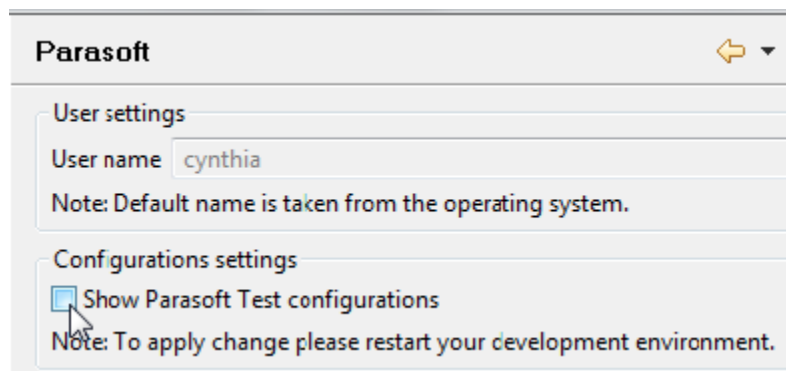 Parasoft
User settings
User name cynthia
Note: Default name is taken from the operating system.
Configurations settings
Show Parasoft Test configurations
Note: To apply change please restart your development environment.